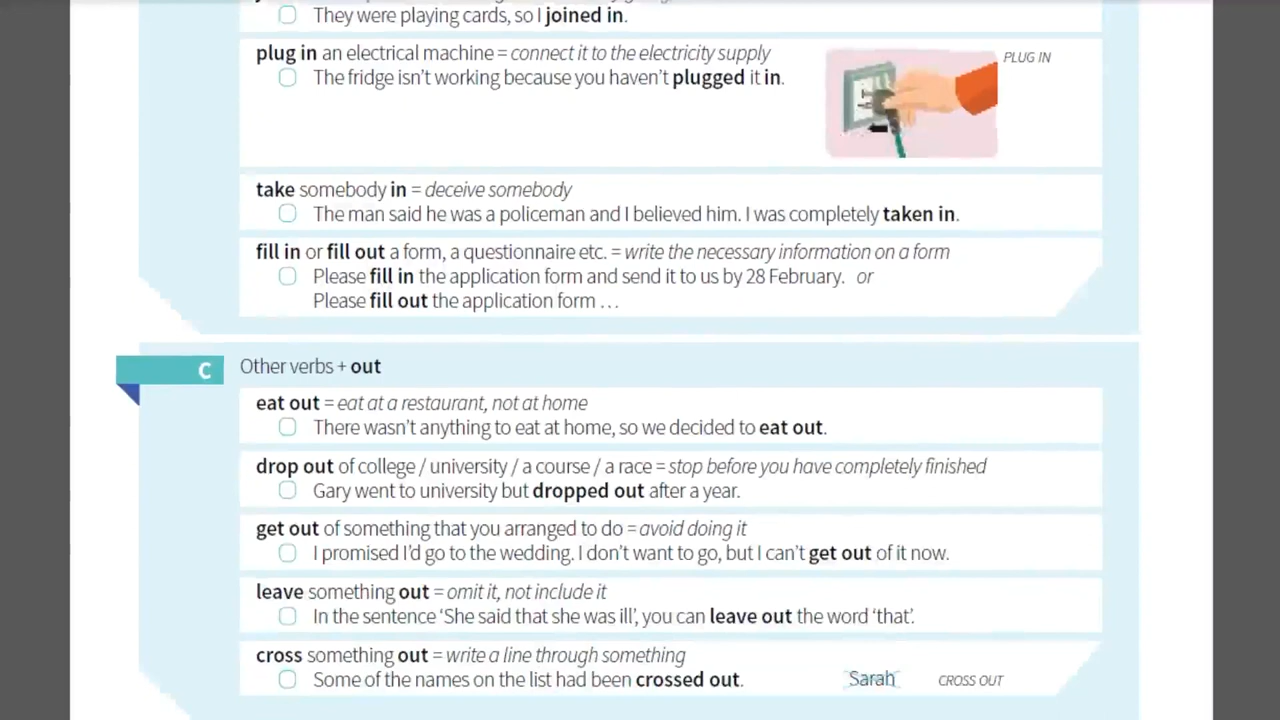 They were playing cards, so I joined in.
plug in an electrical machine = connect it to the electricity supply
PLUG IN
The fridge isn’t working because you haven’t plugged it in.
take somebody in = deceive somebody
The man said he was a policeman and I believed him. I was completely taken in.
fill in or fill out a form, a questionnaire etc. = write the necessary information on a form
Please fill in the application form and send it to us by 28 February. or
Please fill out the application form …
C
Other verbs + out
eat out = eat at a restaurant, not at home
There wasn’t anything to eat at home, so we decided to eat out.
drop out of college / university / a course / a race = stop before you have completely finished
Gary went to university but dropped out after a year.
get out of something that you arranged to do = avoid doing it
I promised I’d go to the wedding. I don’t want to go, but I can’t get out of it now.
leave something out = omit it, not include it
In the sentence ‘She said that she was ill’, you can leave out the word ‘that’.
cross something out = write a line through something
Some of the names on the list had been crossed out.
Sarah
CROSS OUT